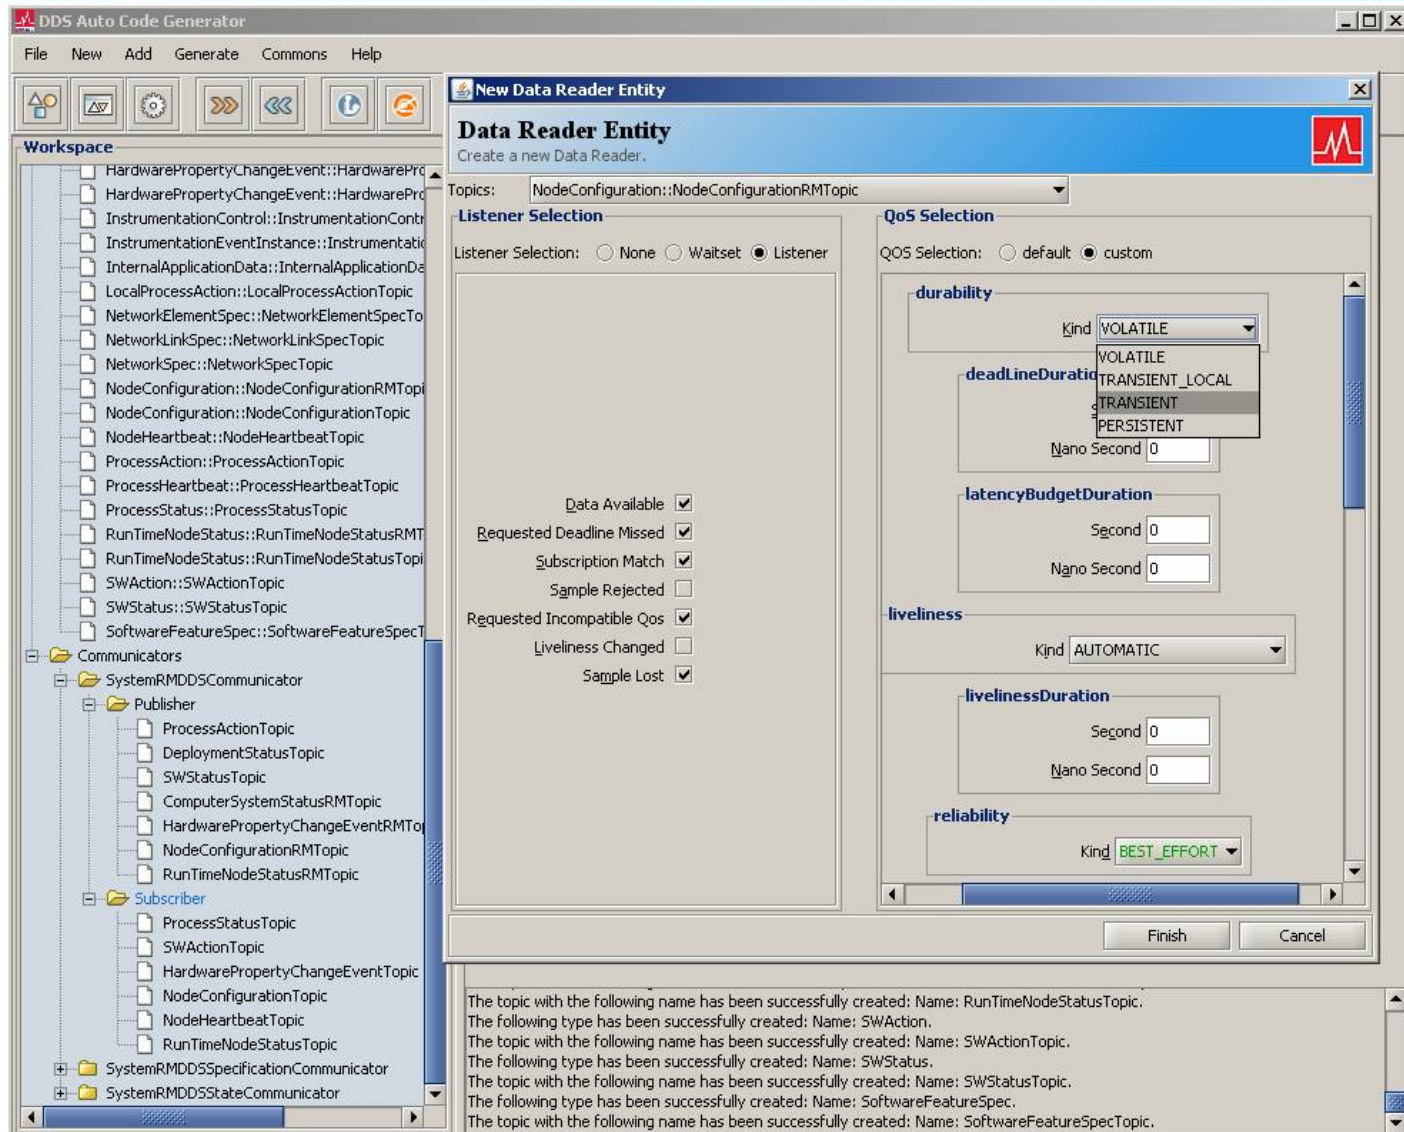 DDS Auto Code Generator
File New Add Generate Commons Help
Workspace
HardwarePropertyChangeEvent::HardwarePro
HardwarePropertyChangeEvent::HardwarePro
InstrumentationControl::InstrumentationContr
InstrumentationEventInstance::Instrumentatio
InternalApplicationData::InternalApplicationDa
LocalProcessAction::LocalProcessActionTopic
NetworkElementSpec::NetworkElementSpecTo
NetworkLinkSpec::NetworkLinkSpecTopic
NetworkSpec::NetworkSpecTopic
NodeConfiguration::NodeConfigurationRMTopi
NodeConfiguration::NodeConfigurationTopic
NodeHeartbeat::NodeHeartbeatTopic
ProcessAction::ProcessActionTopic
ProcessHeartbeat::ProcessHeartbeatTopic
ProcessStatus::ProcessStatusTopic
RunTimeNodeStatus::RunTimeNodeStatusRMT
RunTimeNodeStatus::RunTimeNodeStatusTopi
SWAction::SWActionTopic
SWStatus::SWStatusTopic
SoftwareFeatureSpec::SoftwareFeatureSpecT
Communicators
SystemRMDDSCommunicator
Publisher
ProcessActionTopic
DeploymentStatusTopic
SWStatusTopic
ComputerSystemStatusRMTopic
HardwarePropertyChangeEventRMTop
NodeConfigurationRMTopic
RunTimeNodeStatusRMTopic
Subscriber
ProcessStatusTopic
SWActionTopic
HardwarePropertyChangeEventTopic
NodeConfigurationTopic
NodeHeartbeatTopic
RunTimeNodeStatusTopic
SystemRMDDSSpecificationCommunicator
SystemRMDDSStateCommunicator
New Data Reader Entity
Data Reader Entity
Create a new Data Reader.
Topics: NodeConfiguration::NodeConfigurationRMTopic
Listener Selection
Listener Selection: None Waitset Listener
Data Available
Requested Deadline Missed
Subscription Match
Sample Rejected
Requested Incompatible Qos
Liveliness Changed
Sample Lost
QoS Selection
QOS Selection: default custom
durability
Kind VOLATILE
VOLATILE
TRANSIENT_LOCAL
TRANSIENT
PERSISTENT
deadLineDuratio
Nano Second 0
latencyBudgetDuration
Second 0
Nano Second 0
liveliness
Kind AUTOMATIC
livelinessDuration
Second 0
Nano Second 0
reliability
Kind BEST_EFFORT
Finish Cancel
The topic with the following name has been successfully created: Name: RunTimeNodeStatusTopic.
The following type has been successfully created: Name: SWAction.
The topic with the following name has been successfully created: Name: SWActionTopic.
The following type has been successfully created: Name: SWStatus.
The topic with the following name has been successfully created: Name: SWStatusTopic.
The following type has been successfully created: Name: SoftwareFeatureSpec.
The topic with the following name has been successfully created: Name: SoftwareFeatureSpecTopic.